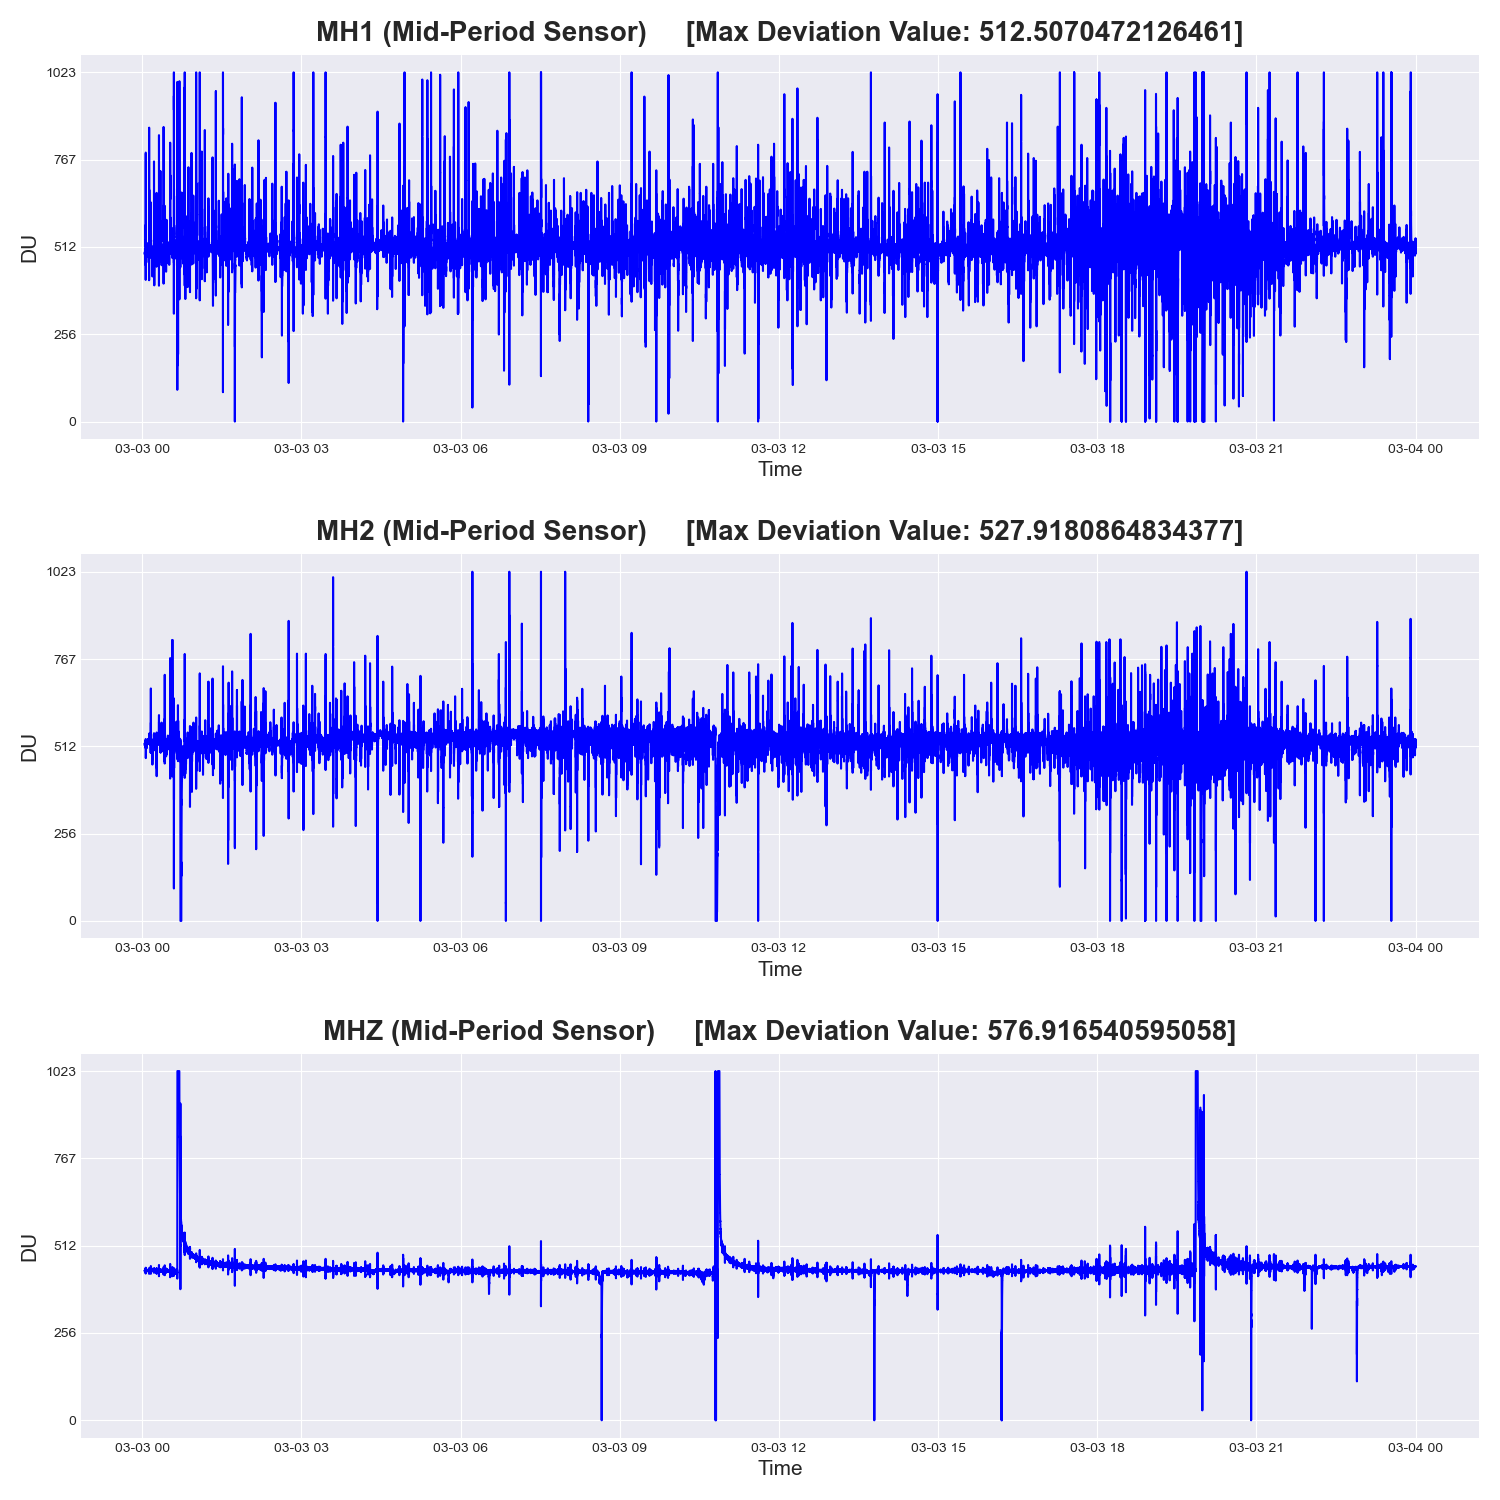 MH1 (Mid-Period Sensor) [Max Deviation Value: 512.5070472126461]
1023
767
512
256
0
DU
03-03 00 03-03 03 03-03 06 03-03 09 03-03 12 03-03 15 03-03 18 03-03 21 03-04 00
Time
MH2 (Mid-Period Sensor) [Max Deviation Value: 527.9180864834377]
1023
767
512
256
0
DU
03-03 00 03-03 03 03-03 06 03-03 09 03-03 12 03-03 15 03-03 18 03-03 21 03-04 00
Time
MHZ (Mid-Period Sensor) [Max Deviation Value: 576.916540595058]
1023
767
512
256
0
DU
03-03 00 03-03 03 03-03 06 03-03 09 03-03 12 03-03 15 03-03 18 03-03 21 03-04 00
Time